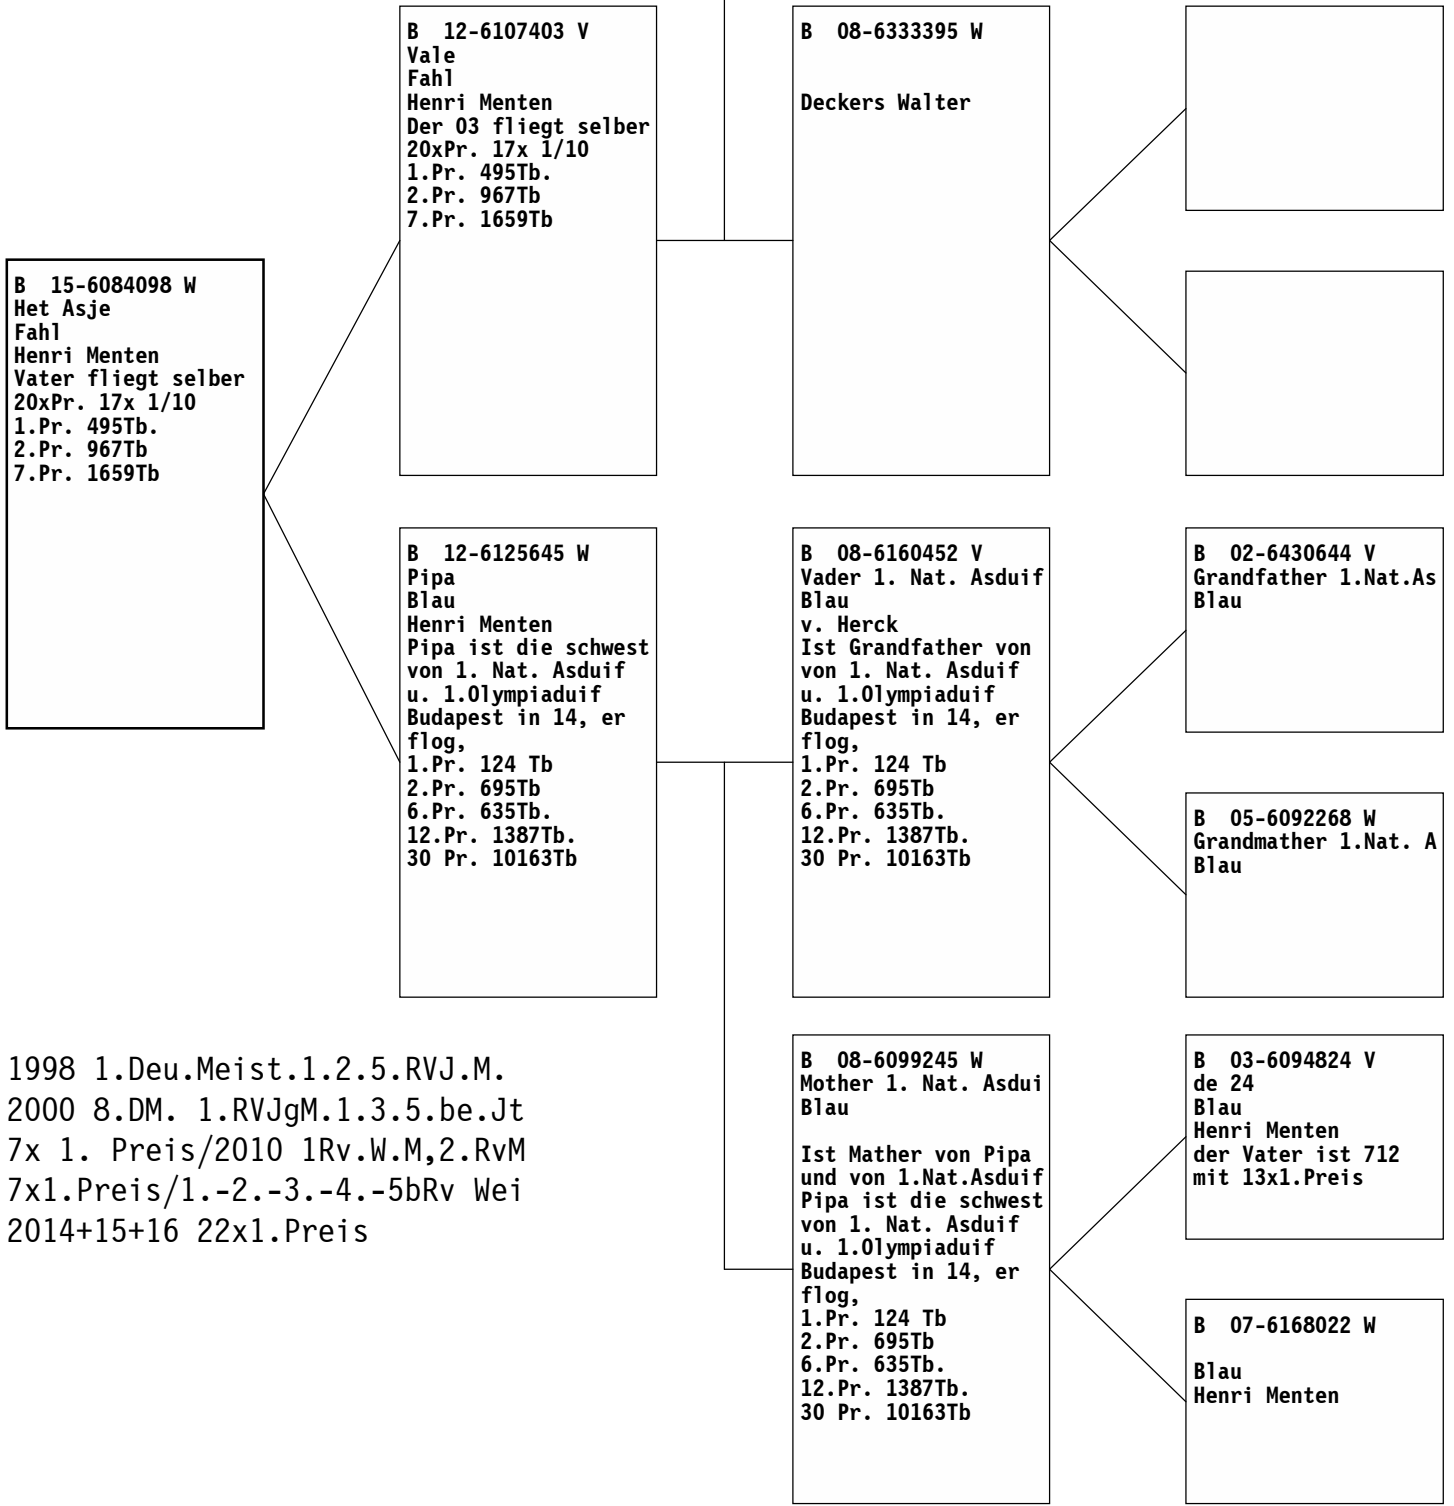 B  12-6107403 V
Vale
Fahl
Henri Menten
Der 03 fliegt selber
20xPr. 17x 1/10
1.Pr. 495Tb.
2.Pr. 967Tb
7.Pr. 1659Tb
B  08-6333395 W
Deckers Walter
B  15-6084098 W
Het Asje
Fahl
Henri Menten
Vater fliegt selber
20xPr. 17x 1/10
1.Pr. 495Tb.
2.Pr. 967Tb
7.Pr. 1659Tb
B  12-6125645 W
Pipa
Blau
Henri Menten
Pipa ist die schwest
von 1. Nat. Asduif
u. 1.Olympiaduif
Budapest in 14, er
flog,
1.Pr. 124 Tb
2.Pr. 695Tb
6.Pr. 635Tb.
12.Pr. 1387Tb.
30 Pr. 10163Tb
B  08-6160452 V
Vader 1. Nat. Asduif
Blau
v. Herck
Ist Grandfather von
von 1. Nat. Asduif
u. 1.Olympiaduif
Budapest in 14, er
flog,
1.Pr. 124 Tb
2.Pr. 695Tb
6.Pr. 635Tb.
12.Pr. 1387Tb.
30 Pr. 10163Tb
B  02-6430644 V
Grandfather 1.Nat.As
Blau
B  05-6092268 W
Grandmather 1.Nat. A
Blau
B  08-6099245 W
Mother 1. Nat. Asdui
Blau
Ist Mather von Pipa
und von 1.Nat.Asduif
Pipa ist die schwest
von 1. Nat. Asduif
u. 1.Olympiaduif
Budapest in 14, er
flog,
1.Pr. 124 Tb
2.Pr. 695Tb
6.Pr. 635Tb.
12.Pr. 1387Tb.
30 Pr. 10163Tb
B  03-6094824 V
de 24
Blau
Henri Menten
der Vater ist 712
mit 13x1.Preis
B  07-6168022 W
Blau
Henri Menten
1998 1.Deu.Meist.1.2.5.RVJ.M.
2000 8.DM. 1.RVJgM.1.3.5.be.Jt
7x 1. Preis/2010 1Rv.W.M,2.RvM
7x1.Preis/1.-2.-3.-4.-5bRv Wei
2014+15+16 22x1.Preis